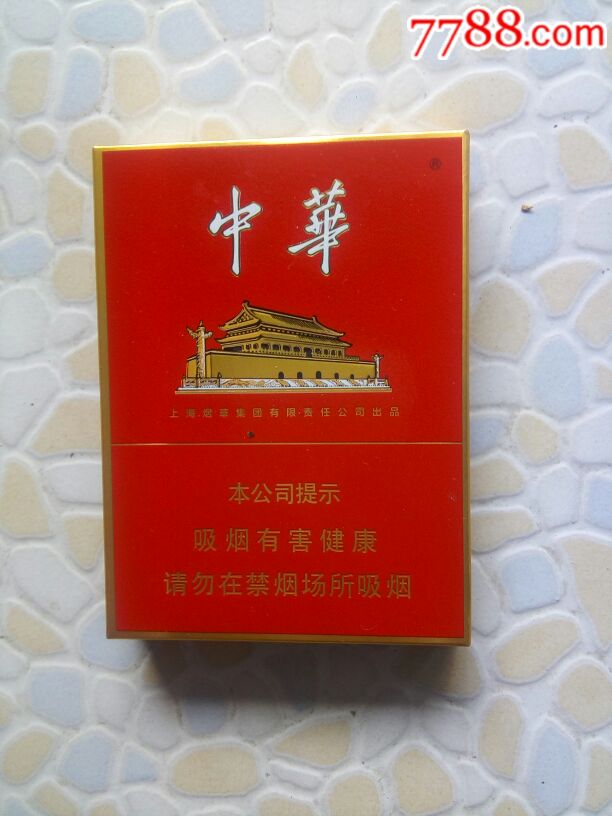 7788.com
®
中華
上海烟草集团有限责任公司出品
本公司提示
吸烟有害健康
请勿在禁烟场所吸烟